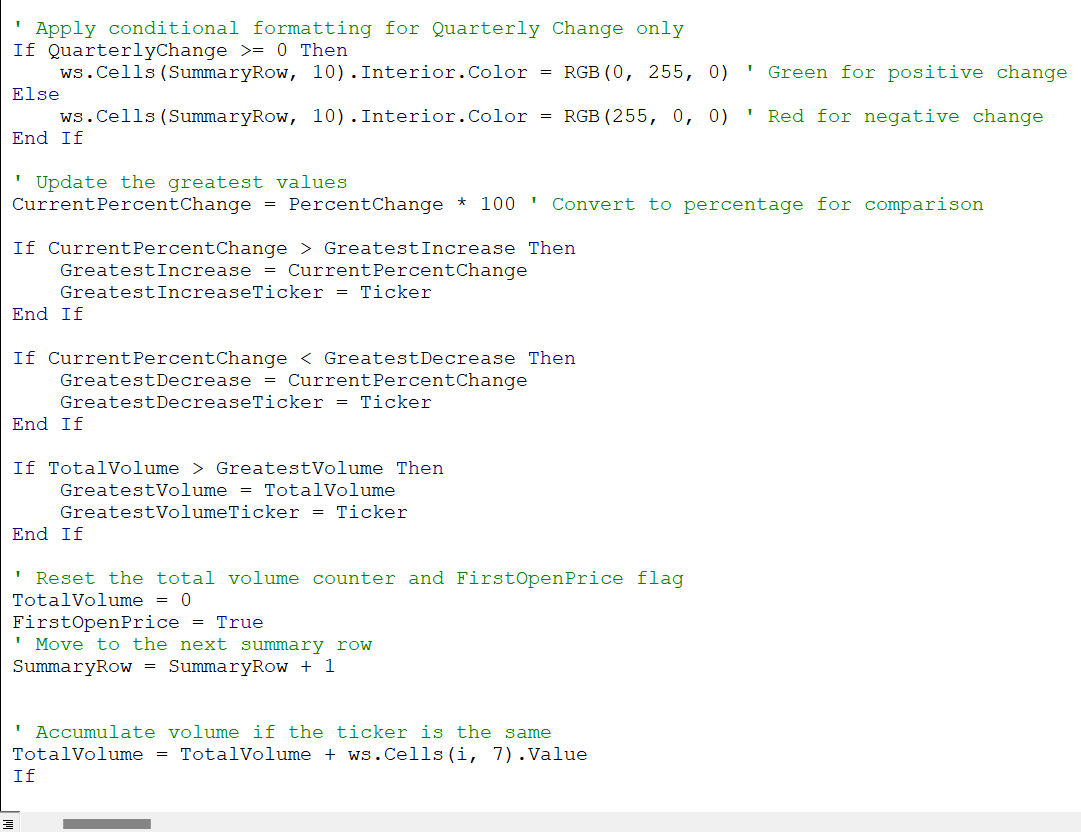 ' Apply conditional formatting for Quarterly Change only
If QuarterlyChange >= 0 Then
    ws.Cells(SummaryRow, 10).Interior.Color = RGB(0, 255, 0) ' Green for positive change
Else
    ws.Cells(SummaryRow, 10).Interior.Color = RGB(255, 0, 0) ' Red for negative change
End If

' Update the greatest values
CurrentPercentChange = PercentChange * 100 ' Convert to percentage for comparison

If CurrentPercentChange > GreatestIncrease Then
    GreatestIncrease = CurrentPercentChange
    GreatestIncreaseTicker = Ticker
End If

If CurrentPercentChange < GreatestDecrease Then
    GreatestDecrease = CurrentPercentChange
    GreatestDecreaseTicker = Ticker
End If

If TotalVolume > GreatestVolume Then
    GreatestVolume = TotalVolume
    GreatestVolumeTicker = Ticker
End If

' Reset the total volume counter and FirstOpenPrice flag
TotalVolume = 0
FirstOpenPrice = True
' Move to the next summary row
SummaryRow = SummaryRow + 1

' Accumulate volume if the ticker is the same
TotalVolume = TotalVolume + ws.Cells(i, 7).Value
If